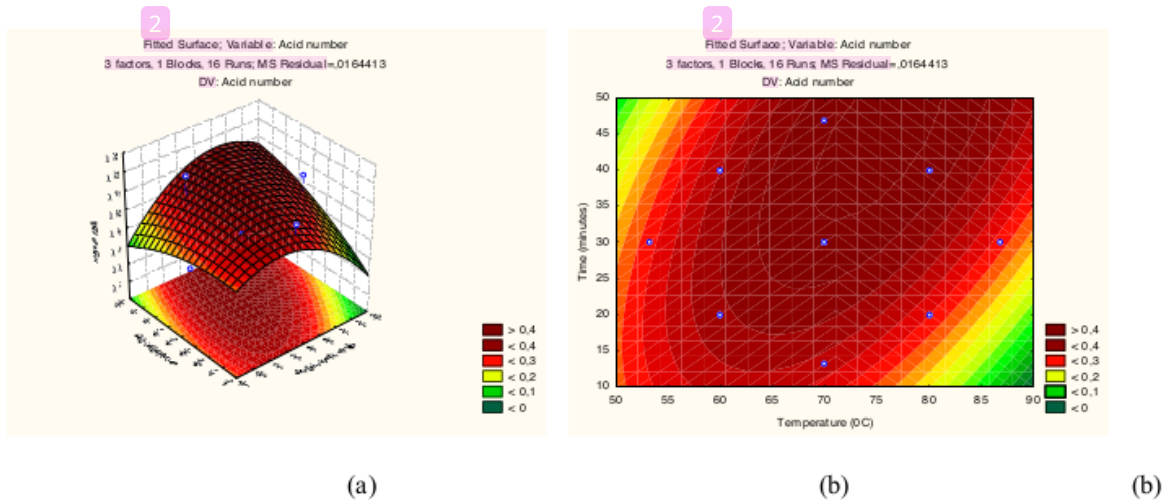 2
Fitted Surface; Variable: Acid number
3 factors, 1 Blocks, 16 Runs; MS Residual=,0164413
DV: Acid number
> 0,4
< 0,4
< 0,3
< 0,2
< 0,1
< 0
(a)
2
Fitted Surface; Variable: Acid number
3 factors, 1 Blocks, 16 Runs; MS Residual=,0164413
DV: Acid number
50
45
40
35
30
25
20
15
10
Time (minutes)
50 55 60 65 70 75 80 85 90
Temperature (0C)
> 0,4
< 0,4
< 0,3
< 0,2
< 0,1
< 0
(b)
(b)